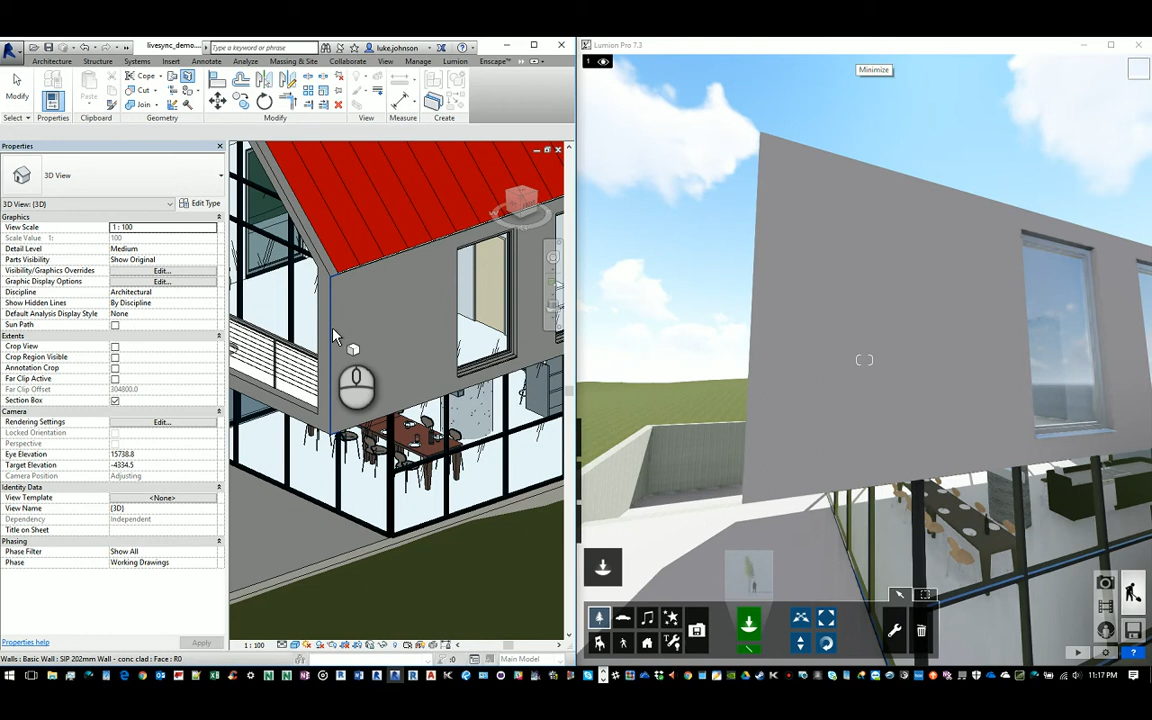 livesync_demo...
Type a keyword or phrase
luke.johnson
Lumion Pro 7.3
Architecture Structure Systems Insert Annotate Analyze Massing & Site Collaborate View Manage Lumion Enscape™
1
Minimize
Modify
Cope
Cut
Join
Select Properties Clipboard Geometry Modify View Measure Create
Properties
3D View
3D View: {3D}
Edit Type
Graphics
View Scale 1 : 100
Scale Value 1: 100
Detail Level Medium
Parts Visibility Show Original
Visibility/Graphics Overrides Edit...
Graphic Display Options Edit...
Discipline Architectural
Show Hidden Lines By Discipline
Default Analysis Display Style None
Sun Path
Extents
Crop View
Crop Region Visible
Annotation Crop
Far Clip Active
Far Clip Offset 304800.0
Section Box
Camera
Rendering Settings Edit...
Locked Orientation
Perspective
Eye Elevation 15738.8
Target Elevation -4334.5
Camera Position Adjusting
Identity Data
View Template <None>
View Name {3D}
Dependency Independent
Title on Sheet
Phasing
Phase Filter Show All
Phase Working Drawings
Properties help
Apply
1 : 100
Walls : Basic Wall : SIP 202mm Wall - conc clad : Face : R0
:0
Main Model
?
11:17 PM